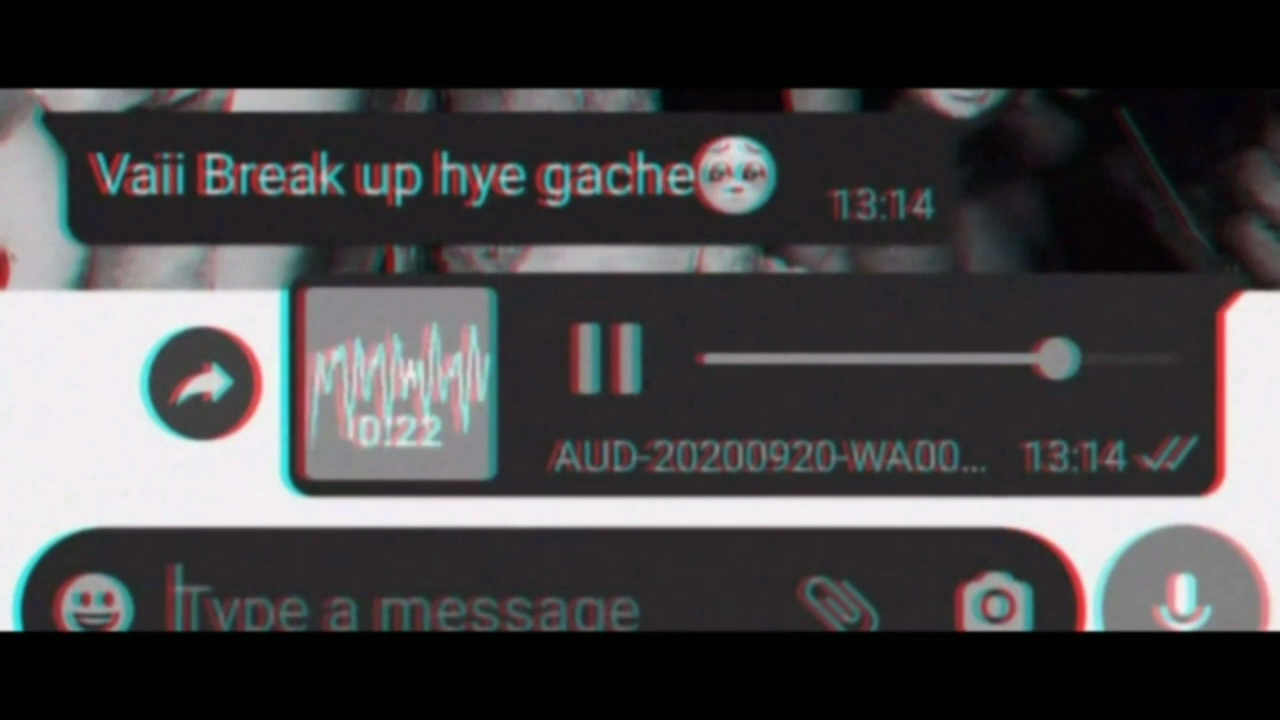 Vaii Break up hye gache🥺
13:14
0:22
AUD-20200920-WA00... 13:14
Type a message